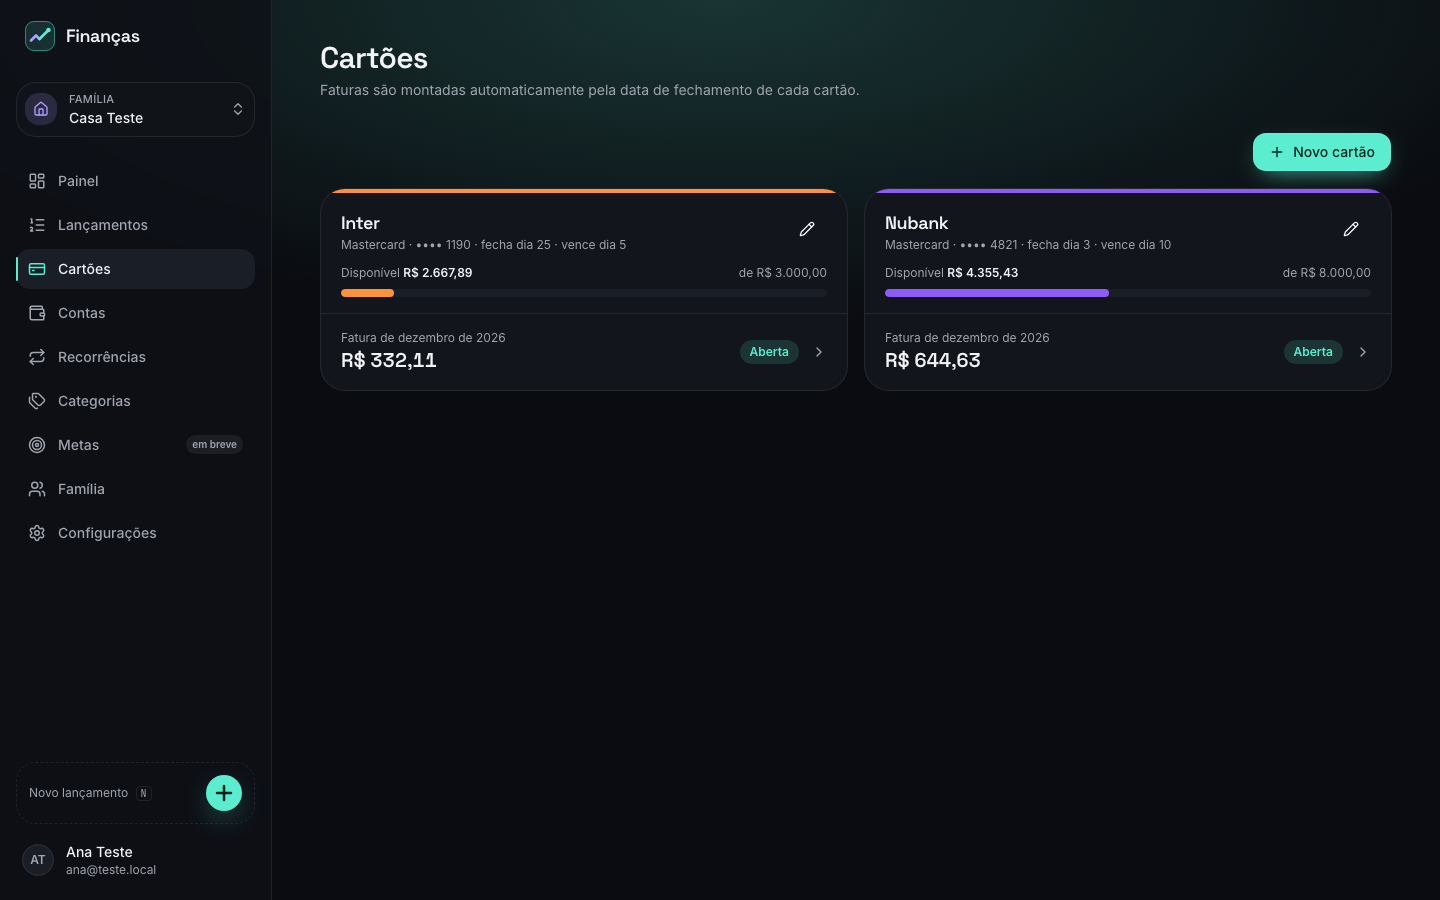 Finanças
FAMÍLIA
Casa Teste
Painel
Lançamentos
Cartões
Contas
Recorrências
Categorias
Metas
em breve
Família
Configurações
Novo lançamento N
AT
Ana Teste
ana@teste.local
Cartões
Faturas são montadas automaticamente pela data de fechamento de cada cartão.
Novo cartão
Inter
Mastercard · •••• 1190 · fecha dia 25 · vence dia 5
Disponível R$ 2.667,89
de R$ 3.000,00
Fatura de dezembro de 2026
R$ 332,11
Aberta
Nubank
Mastercard · •••• 4821 · fecha dia 3 · vence dia 10
Disponível R$ 4.355,43
de R$ 8.000,00
Fatura de dezembro de 2026
R$ 644,63
Aberta